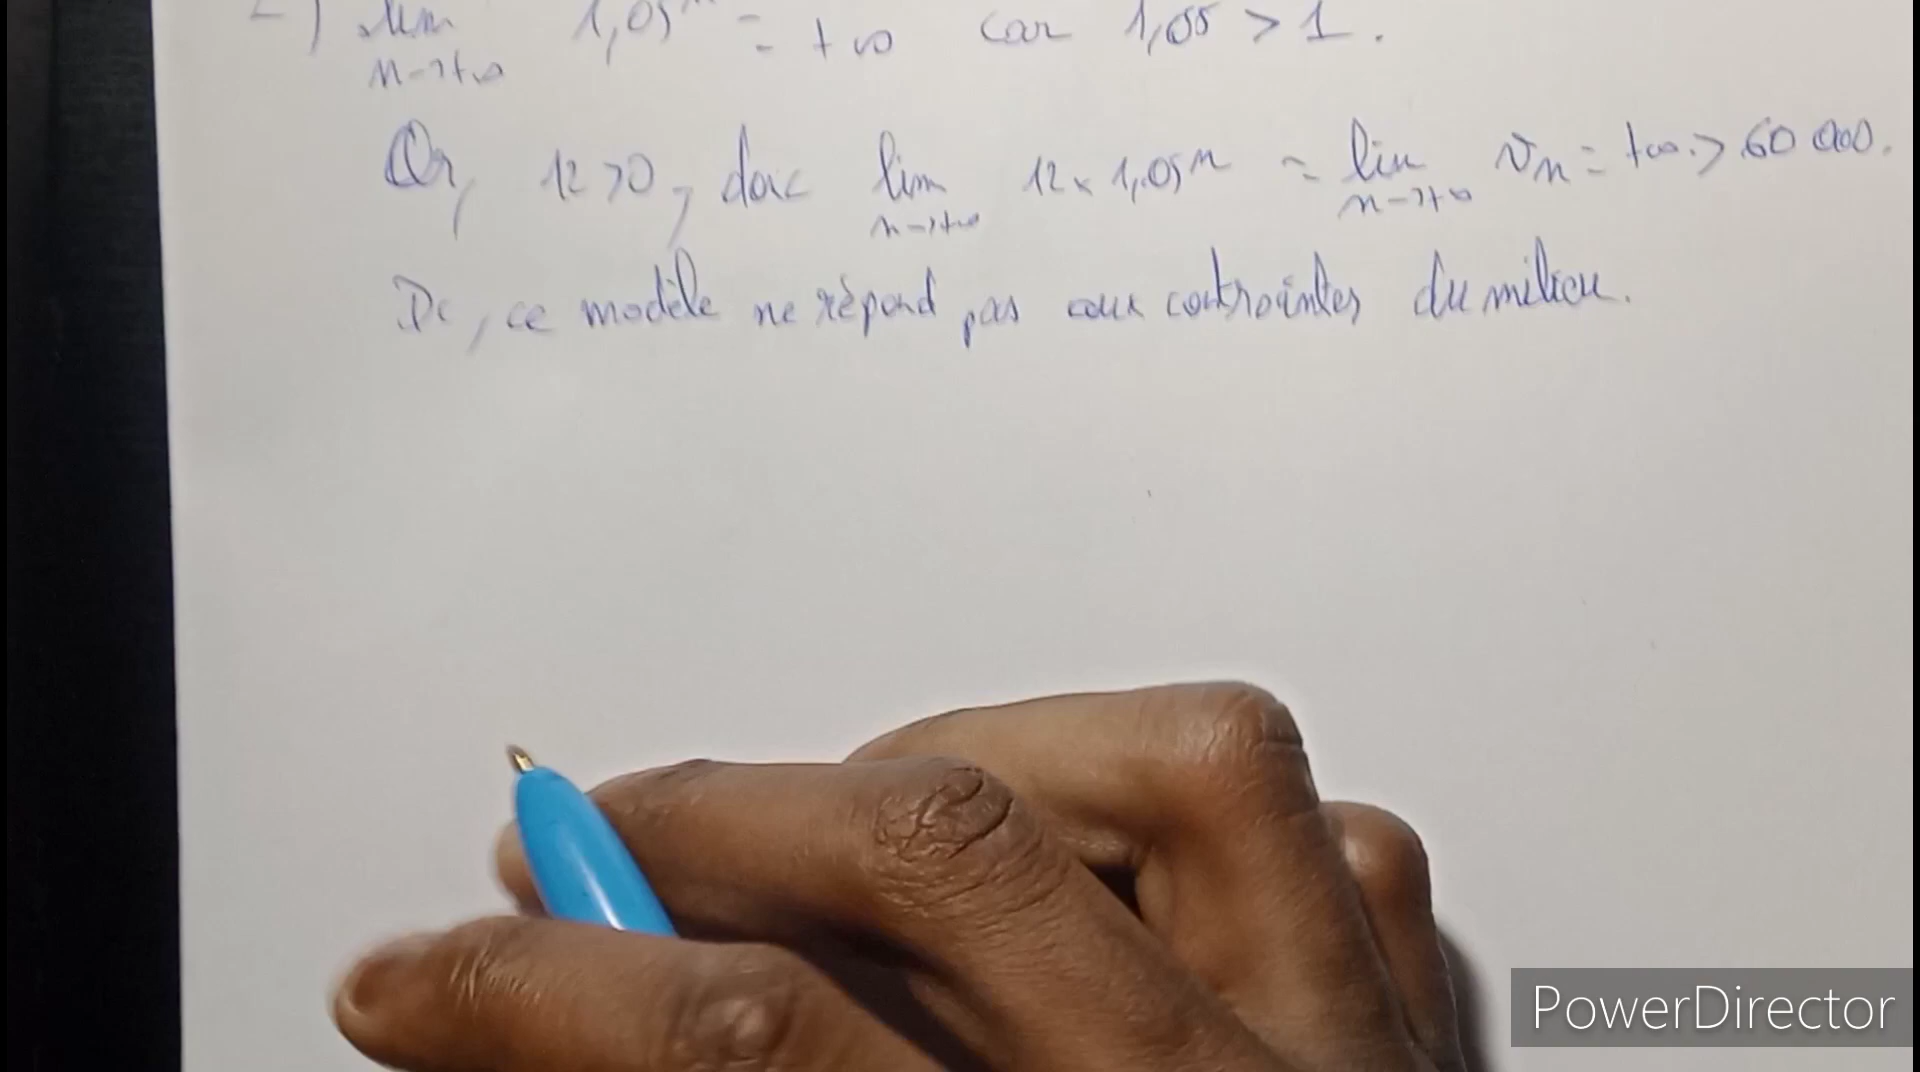 2) lim 1,05ⁿ = +∞ car 1,05 > 1.
n→+∞
Or, 12>0, donc lim 12×1,05ⁿ = lim vn = +∞ > 60 000.
n→+∞ n→+∞
Dc, ce modèle ne répond pas aux contraintes du milieu.
PowerDirector